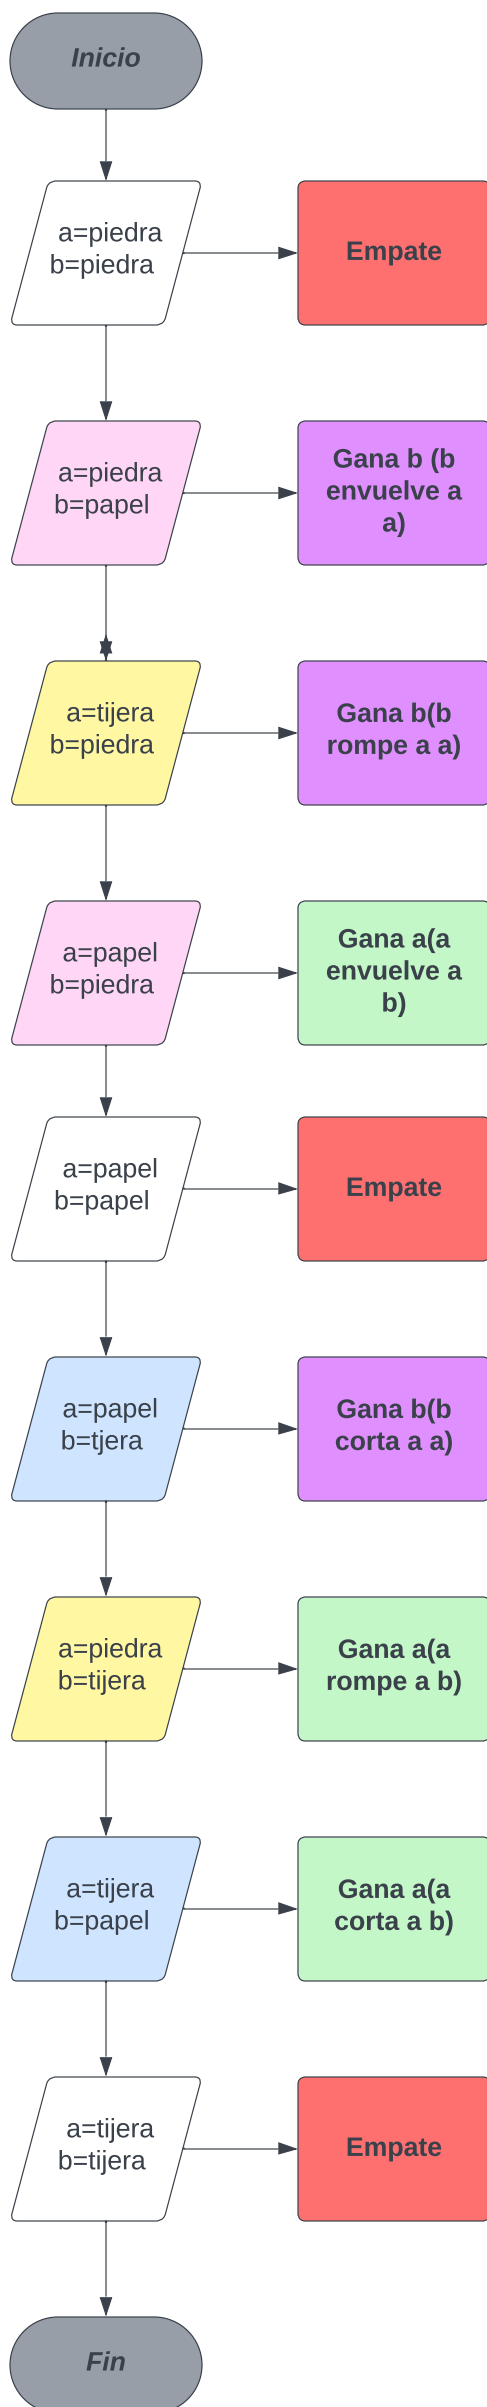 Inicio
a=piedra
b=piedra
Empate
a=piedra
b=papel
Gana b (b
envuelve a
a)
a=tijera
b=piedra
Gana b(b
rompe a a)
a=papel
b=piedra
Gana a(a
envuelve a
b)
a=papel
b=papel
Empate
a=papel
b=tjera
Gana b(b
corta a a)
a=piedra
b=tijera
Gana a(a
rompe a b)
a=tijera
b=papel
Gana a(a
corta a b)
a=tijera
b=tijera
Empate
Fin